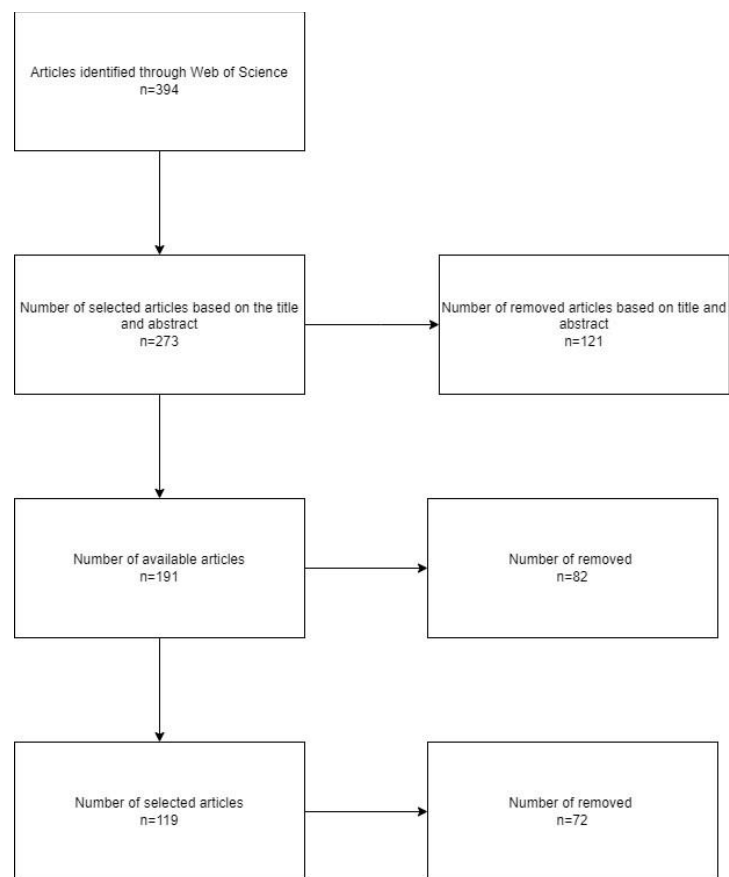 Articles identified through Web of Science
n=394
Number of selected articles based on the title
and abstract
n=273
Number of removed articles based on title and
abstract
n=121
Number of available articles
n=191
Number of removed
n=82
Number of selected articles
n=119
Number of removed
n=72